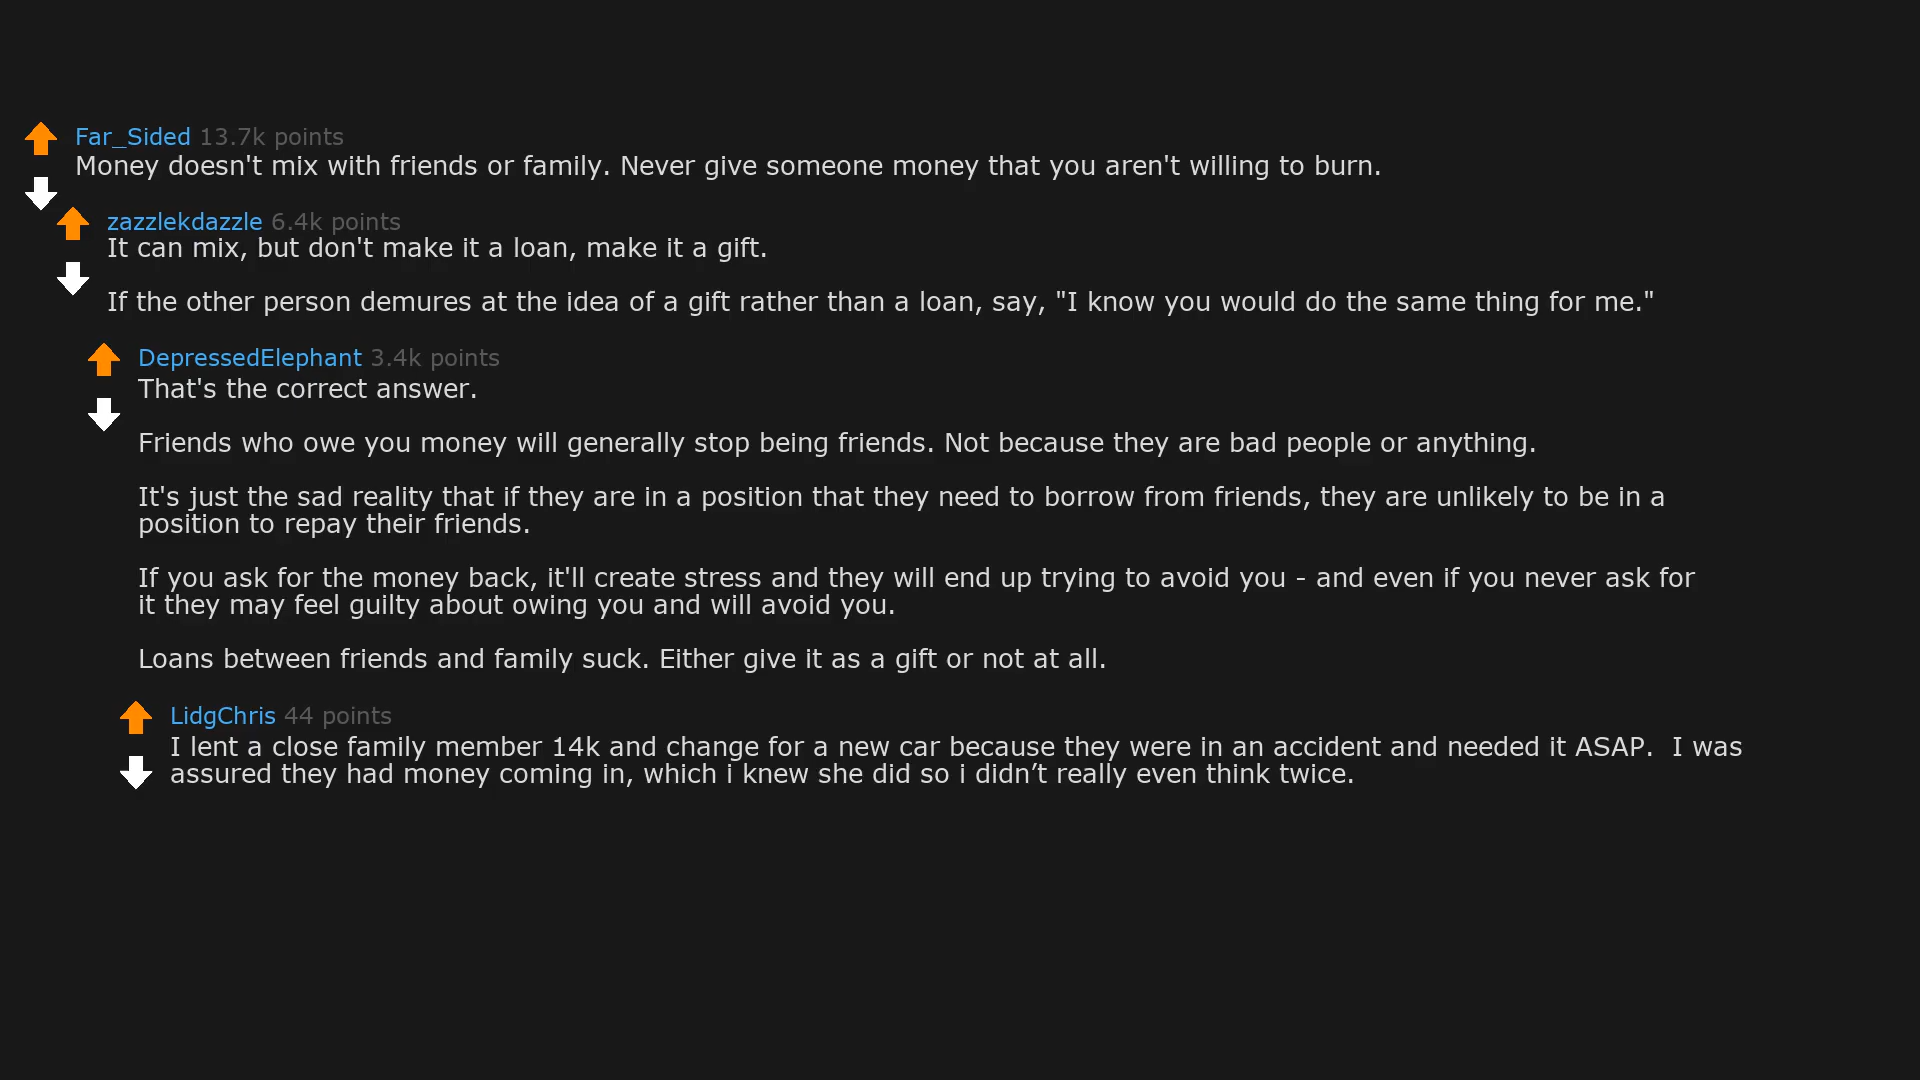 Far_Sided 13.7k points
Money doesn't mix with friends or family. Never give someone money that you aren't willing to burn.
zazzlekdazzle 6.4k points
It can mix, but don't make it a loan, make it a gift.
If the other person demures at the idea of a gift rather than a loan, say, "I know you would do the same thing for me."
DepressedElephant 3.4k points
That's the correct answer.
Friends who owe you money will generally stop being friends. Not because they are bad people or anything.
It's just the sad reality that if they are in a position that they need to borrow from friends, they are unlikely to be in a
position to repay their friends.
If you ask for the money back, it'll create stress and they will end up trying to avoid you - and even if you never ask for
it they may feel guilty about owing you and will avoid you.
Loans between friends and family suck. Either give it as a gift or not at all.
LidgChris 44 points
I lent a close family member 14k and change for a new car because they were in an accident and needed it ASAP.  I was
assured they had money coming in, which i knew she did so i didn’t really even think twice.